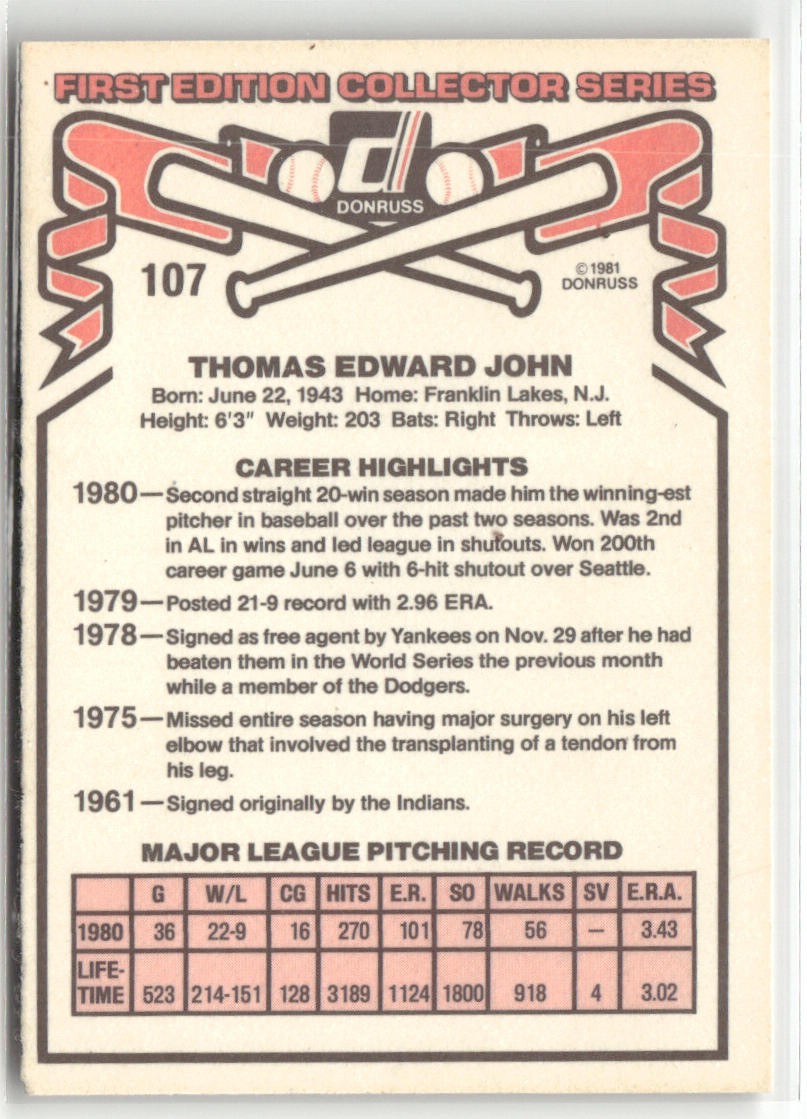 FIRST EDITION COLLECTOR SERIES
d
DONRUSS
107
©1981
DONRUSS
THOMAS EDWARD JOHN
Born: June 22, 1943 Home: Franklin Lakes, N.J.
Height: 6'3" Weight: 203 Bats: Right Throws: Left
CAREER HIGHLIGHTS
1980—Second straight 20-win season made him the winning-est
pitcher in baseball over the past two seasons. Was 2nd
in AL in wins and led league in shutouts. Won 200th
career game June 6 with 6-hit shutout over Seattle.
1979—Posted 21-9 record with 2.96 ERA.
1978—Signed as free agent by Yankees on Nov. 29 after he had
beaten them in the World Series the previous month
while a member of the Dodgers.
1975—Missed entire season having major surgery on his left
elbow that involved the transplanting of a tendon from
his leg.
1961—Signed originally by the Indians.
MAJOR LEAGUE PITCHING RECORD
G W/L CG HITS E.R. SO WALKS SV E.R.A.
1980 36 22-9 16 270 101 78 56 — 3.43
LIFE-
TIME 523 214-151 128 3189 1124 1800 918 4 3.02